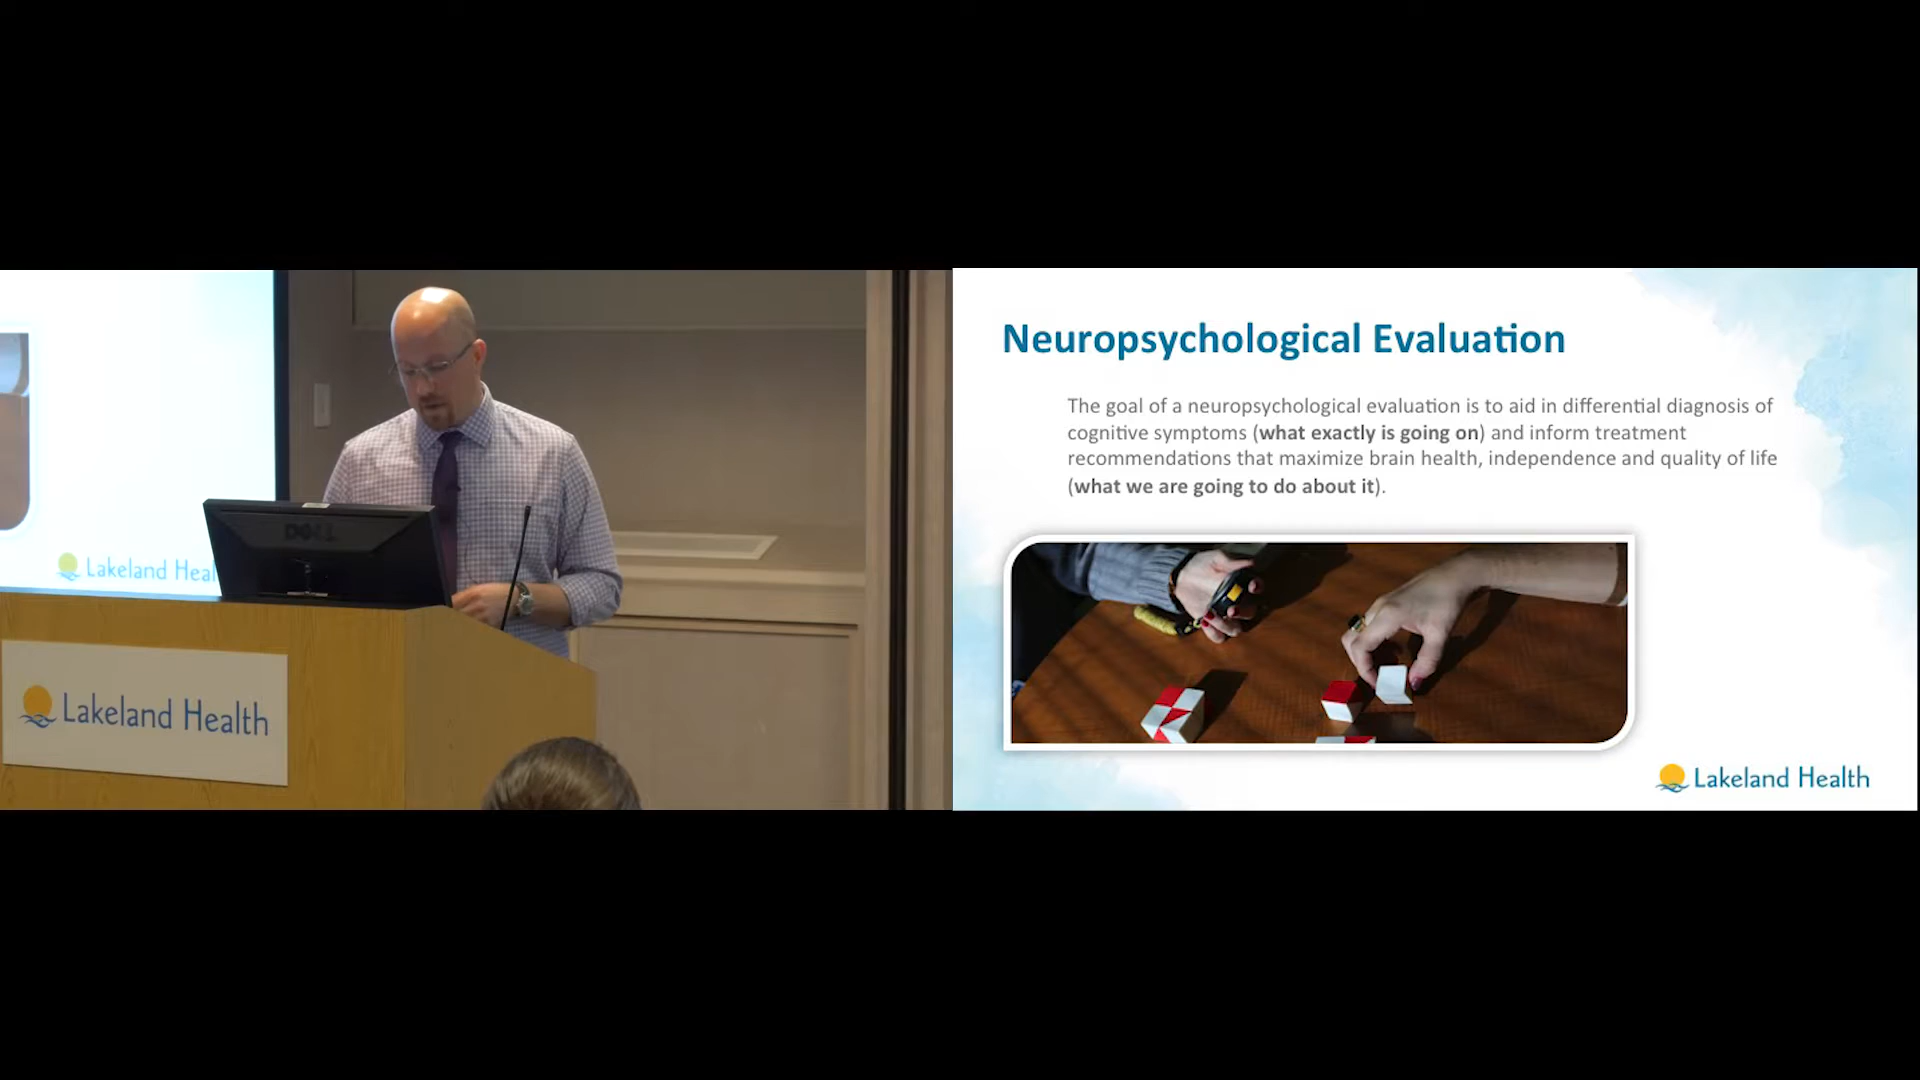 Lakeland Heal
DELL
Lakeland Health
Neuropsychological Evaluation
The goal of a neuropsychological evaluation is to aid in differential diagnosis of
cognitive symptoms (what exactly is going on) and inform treatment
recommendations that maximize brain health, independence and quality of life
(what we are going to do about it).
Lakeland Health